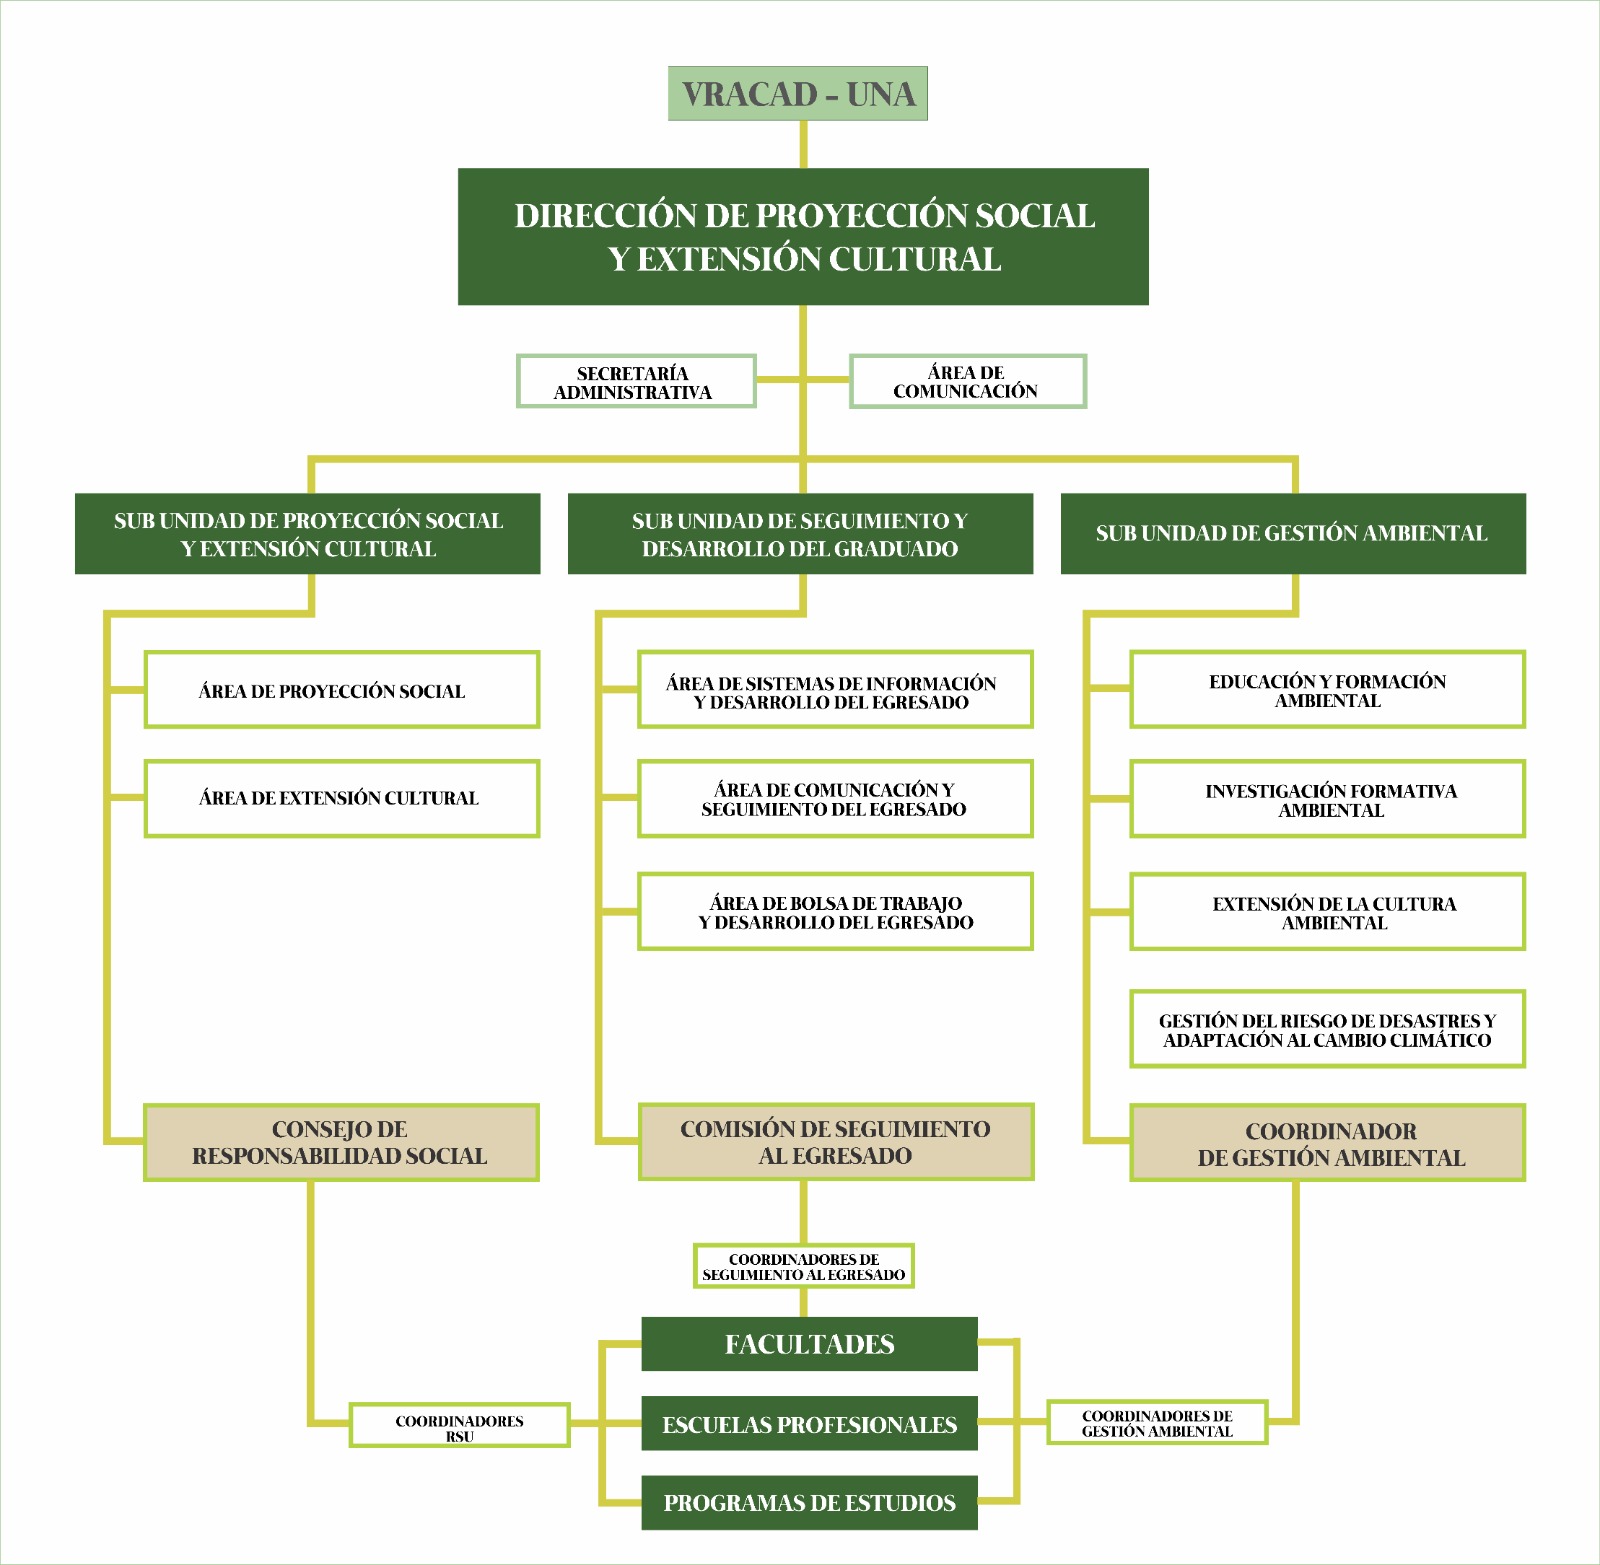 VRACAD - UNA
DIRECCIÓN DE PROYECCIÓN SOCIAL
Y EXTENSIÓN CULTURAL
SECRETARÍA
ADMINISTRATIVA
ÁREA DE
COMUNICACIÓN
SUB UNIDAD DE PROYECCIÓN SOCIAL
Y EXTENSIÓN CULTURAL
SUB UNIDAD DE SEGUIMIENTO Y
DESARROLLO DEL GRADUADO
SUB UNIDAD DE GESTIÓN AMBIENTAL
ÁREA DE PROYECCIÓN SOCIAL
ÁREA DE EXTENSIÓN CULTURAL
ÁREA DE SISTEMAS DE INFORMACIÓN
Y DESARROLLO DEL EGRESADO
ÁREA DE COMUNICACIÓN Y
SEGUIMIENTO DEL EGRESADO
ÁREA DE BOLSA DE TRABAJO
Y DESARROLLO DEL EGRESADO
EDUCACIÓN Y FORMACIÓN
AMBIENTAL
INVESTIGACIÓN FORMATIVA
AMBIENTAL
EXTENSIÓN DE LA CULTURA
AMBIENTAL
GESTIÓN DEL RIESGO DE DESASTRES Y
ADAPTACIÓN AL CAMBIO CLIMÁTICO
CONSEJO DE
RESPONSABILIDAD SOCIAL
COMISIÓN DE SEGUIMIENTO
AL EGRESADO
COORDINADOR
DE GESTIÓN AMBIENTAL
COORDINADORES DE
SEGUIMIENTO AL EGRESADO
COORDINADORES
RSU
FACULTADES
ESCUELAS PROFESIONALES
PROGRAMAS DE ESTUDIOS
COORDINADORES DE
GESTIÓN AMBIENTAL